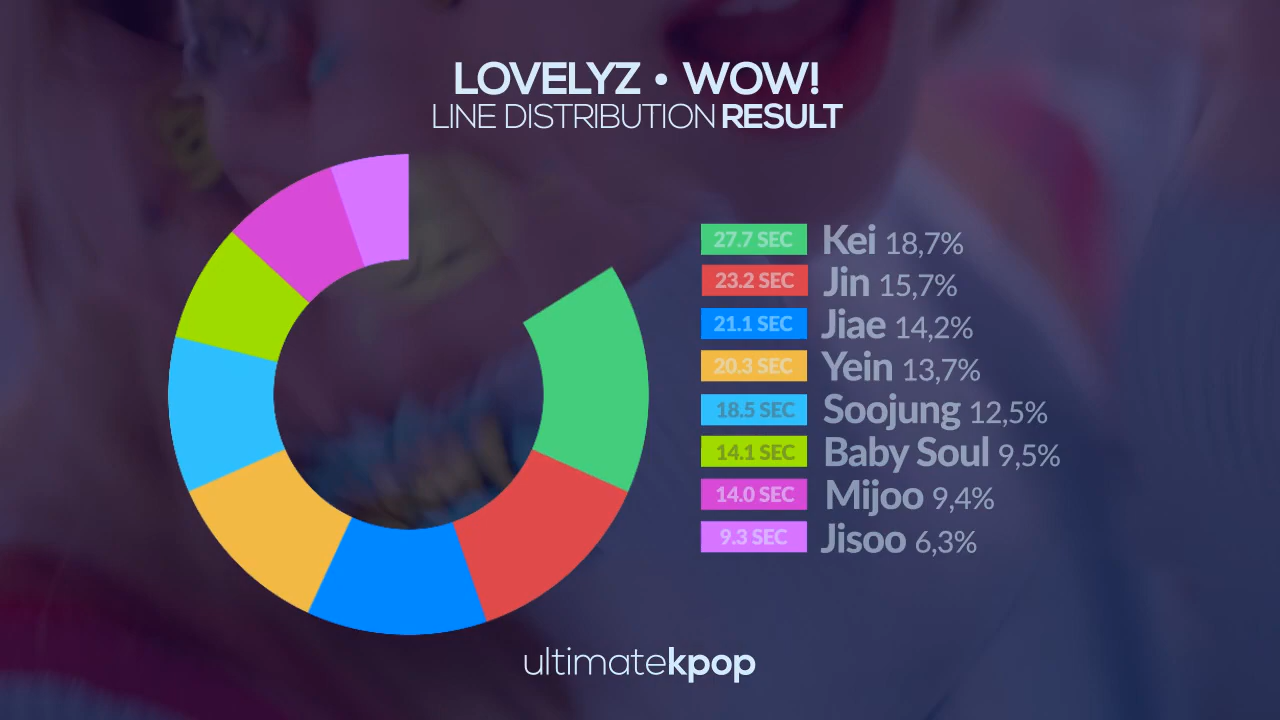 LOVELYZ • WOW!
LINE DISTRIBUTION RESULT
27.7 SEC Kei 18,7%
23.2 SEC Jin 15,7%
21.1 SEC Jiae 14,2%
20.3 SEC Yein 13,7%
18.5 SEC Soojung 12,5%
14.1 SEC Baby Soul 9,5%
14.0 SEC Mijoo 9,4%
9.3 SEC Jisoo 6,3%
ultimatekpop